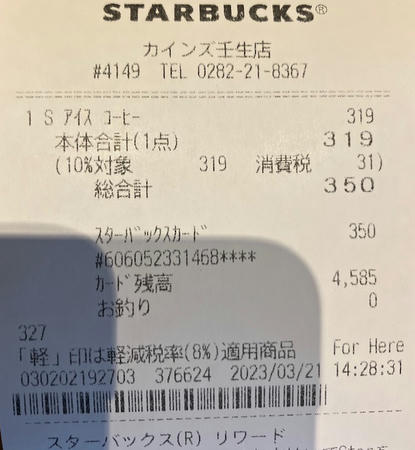 STARBUCKS®
カインズ壬生店
#4149 TEL 0282-21-8367
1 S ｱｲｽ ｺｰﾋｰ 319
本体合計(1点) 319
(10%対象 319 消費税 31)
総合計 350
ｽﾀｰﾊﾞｯｸｽｶｰﾄﾞ 350
#606052331468****
ｶｰﾄﾞ残高 4,585
お釣り 0
327
「軽」印は軽減税率(8%)適用商品 For Here
030202192703 376624 2023/03/21 14:28:31
スターバックス(R) リワード